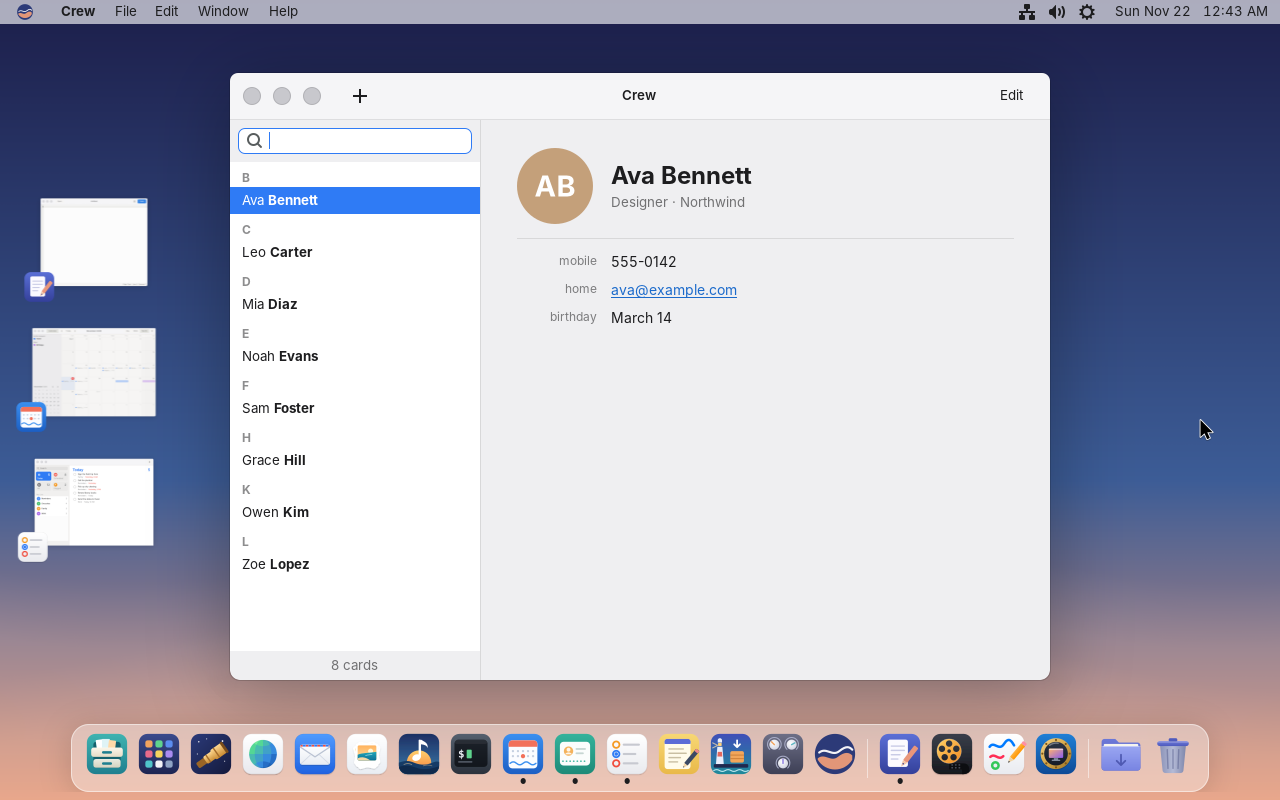 Crew File Edit Window Help Sun Nov 22 12:43 AM
Crew Edit
B
Ava Bennett
C
Leo Carter
D
Mia Diaz
E
Noah Evans
F
Sam Foster
H
Grace Hill
K
Owen Kim
L
Zoe Lopez
8 cards
AB
Ava Bennett
Designer · Northwind
mobile 555-0142
home ava@example.com
birthday March 14
Today
$